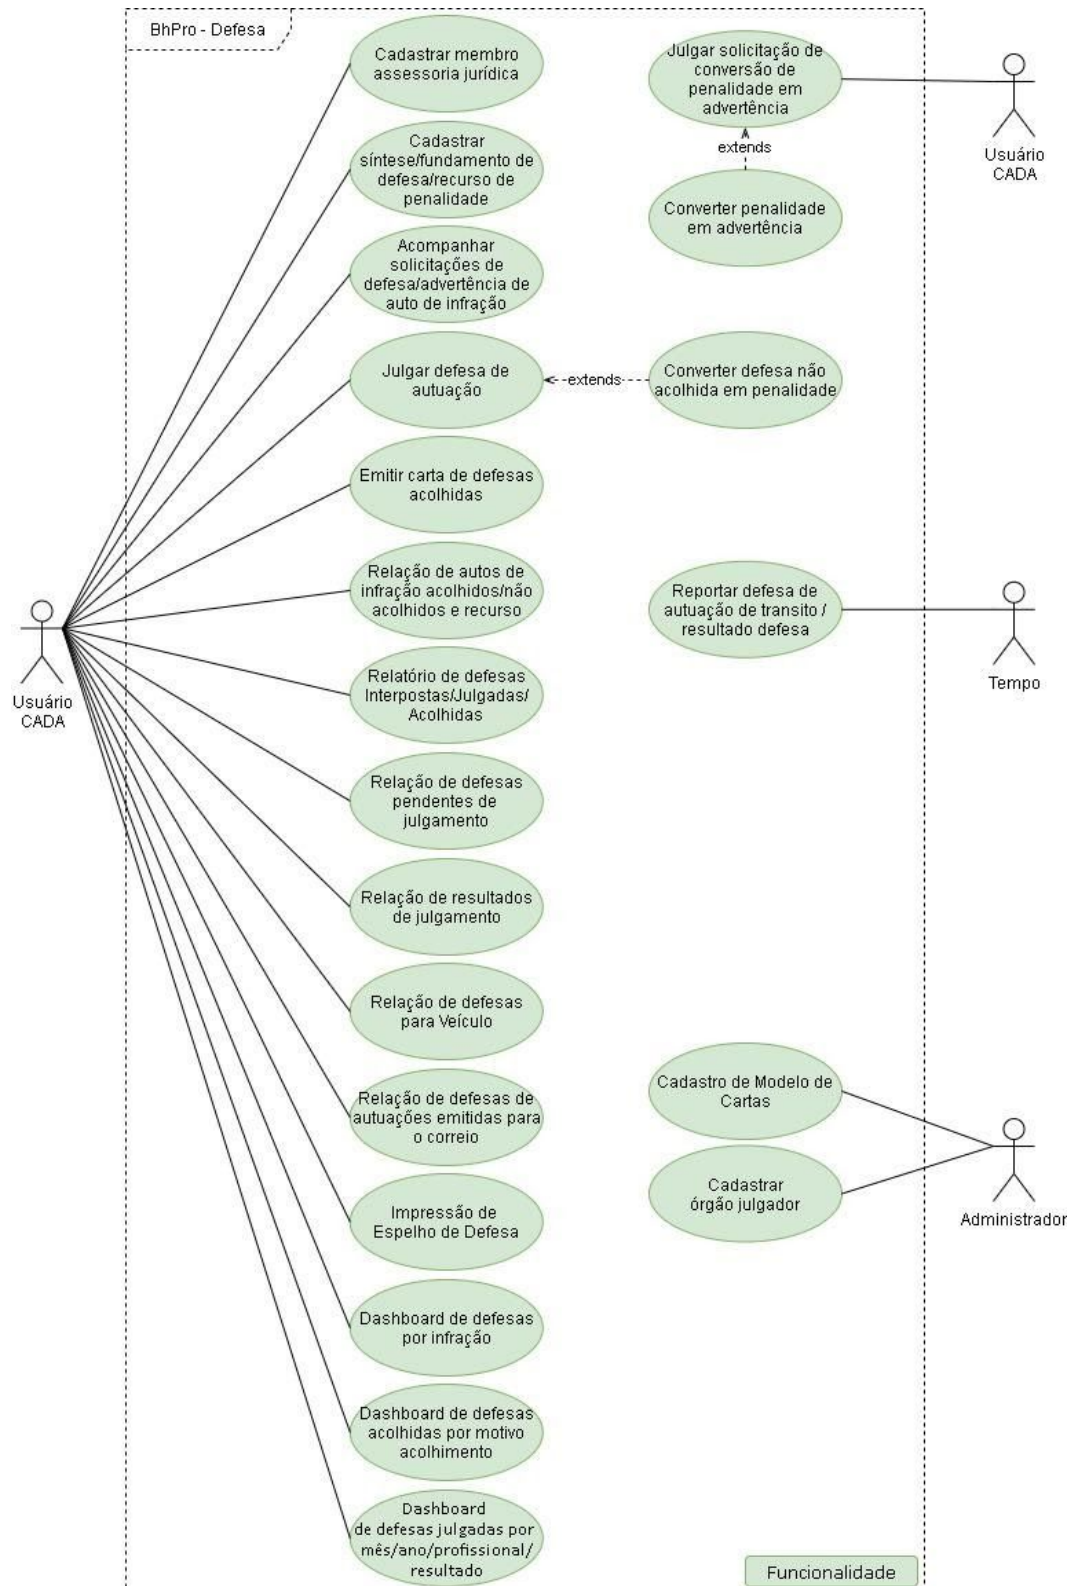 BhPro - Defesa
Cadastrar membro
assessoria jurídica
Cadastrar
síntese/fundamento de
defesa/recurso de
penalidade
Acompanhar
solicitações de
defesa/advertência de
auto de infração
Julgar defesa de
autuação
Emitir carta de defesas
acolhidas
Relação de autos de
infração acolhidos/não
acolhidos e recurso
Relatório de defesas
Interpostas/Julgadas/
Acolhidas
Relação de defesas
pendentes de
julgamento
Relação de resultados
de julgamento
Relação de defesas
para Veículo
Relação de defesas de
autuações emitidas para
o correio
Impressão de
Espelho de Defesa
Dashboard de defesas
por infração
Dashboard de defesas
acolhidas por motivo
acolhimento
Dashboard
de defesas julgadas por
mês/ano/profissional/
resultado
Usuário
CADA
Julgar solicitação de
conversão de
penalidade em
advertência
extends
Converter penalidade
em advertência
extends
Converter defesa não
acolhida em penalidade
Reportar defesa de
autuação de transito /
resultado defesa
Cadastro de Modelo de
Cartas
Cadastrar
órgão julgador
Usuário
CADA
Tempo
Administrador
Funcionalidade